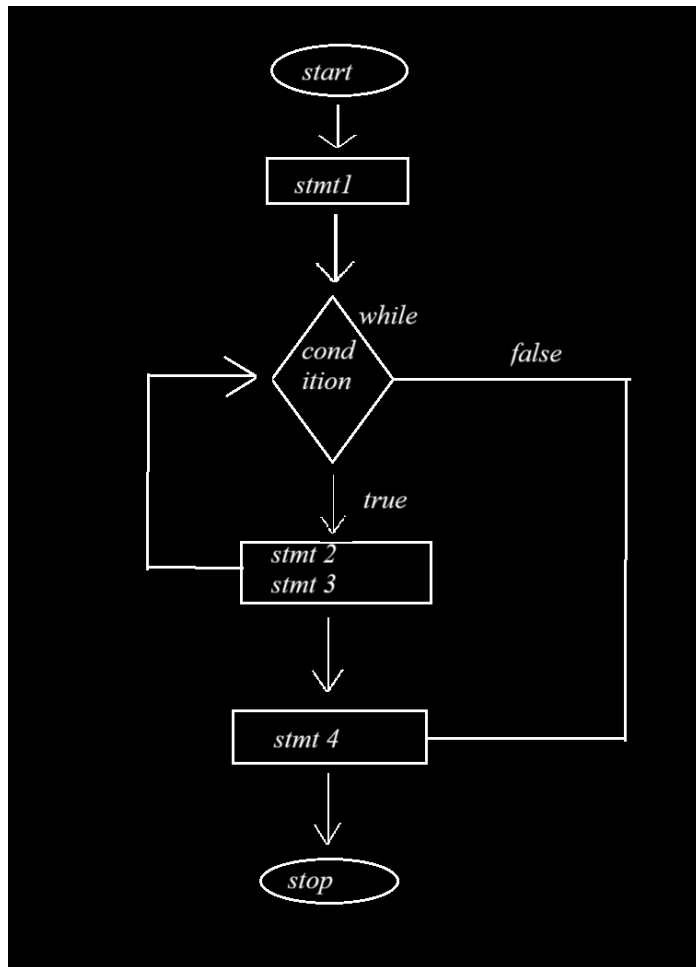 start
stmt1
while
cond
ition
false
true
stmt 2
stmt 3
stmt 4
stop